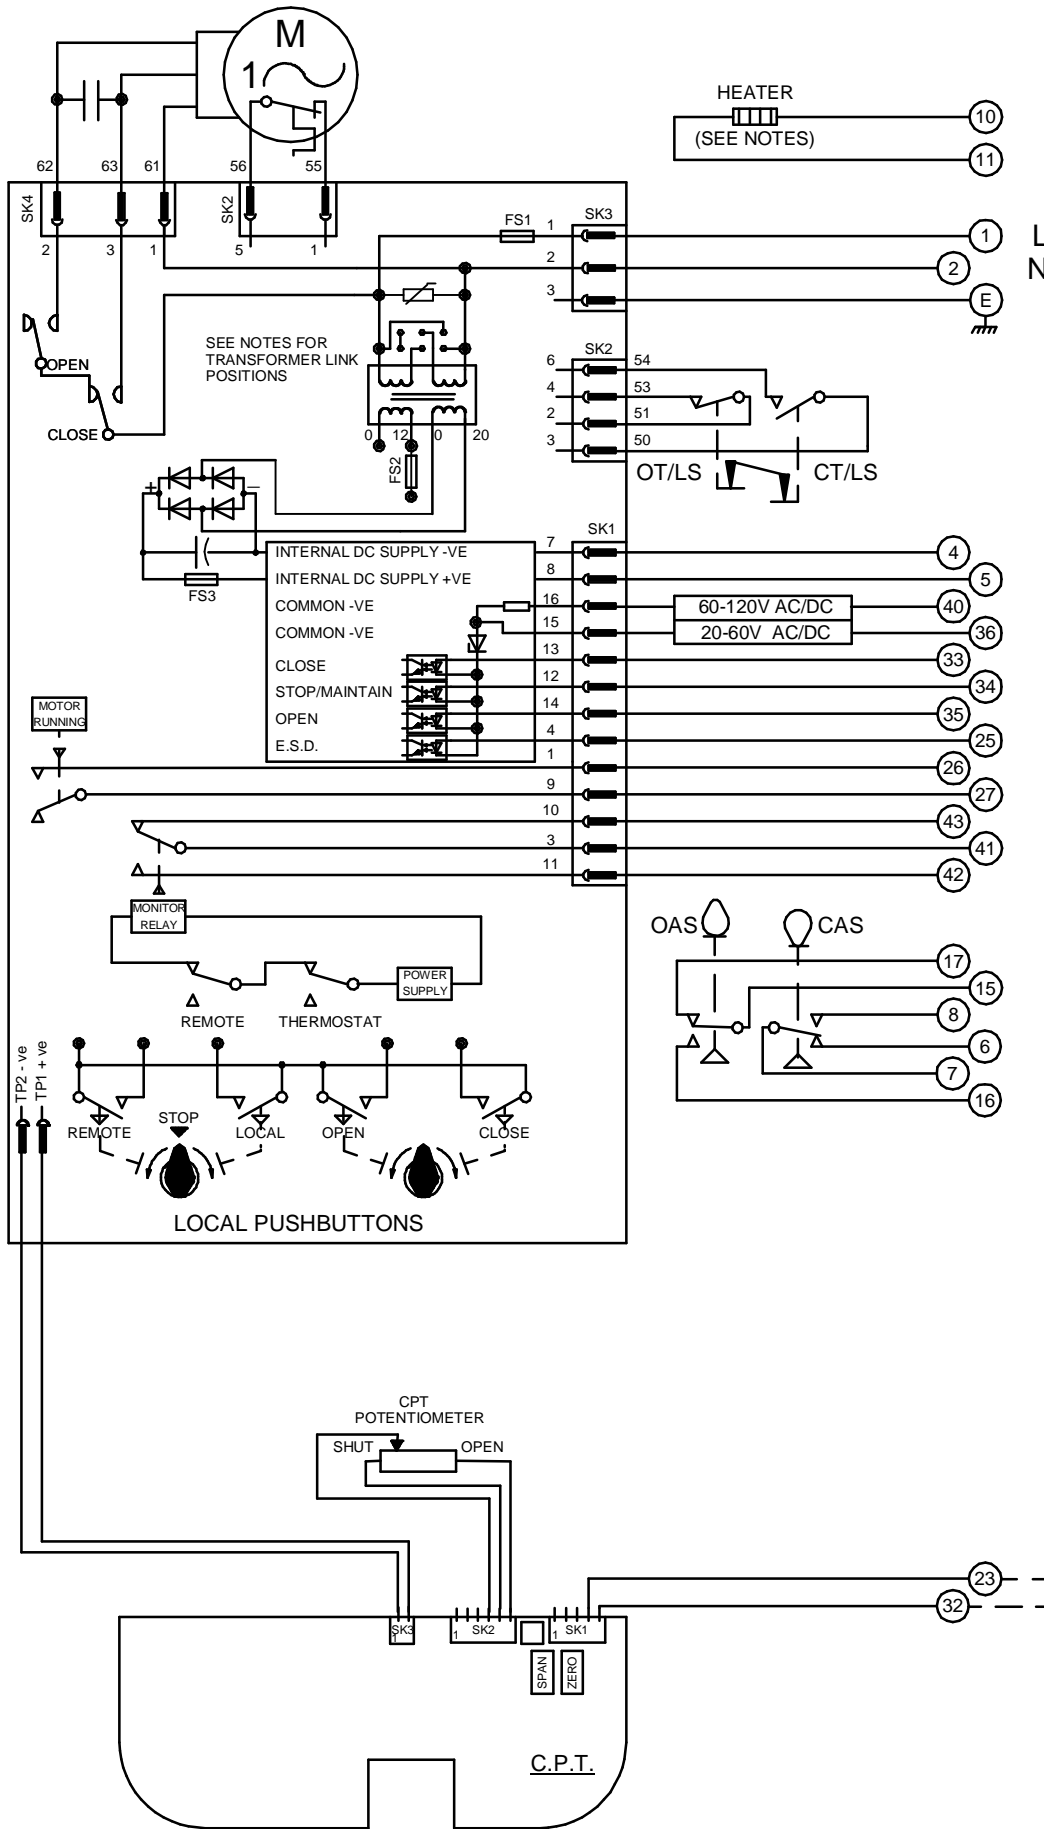 M
1
HEATER
(SEE NOTES)
10
11
62 63 61 56 55
SK4
SK2
2 3 1 5 1
FS1
SK3
1
2
3
1
2
E
L
N
SEE NOTES FOR
TRANSFORMER LINK
POSITIONS
OPEN
CLOSE
0 12 0 20
FS2
SK2
6 54
4 53
2 51
3 50
OT/LS
CT/LS
+
–
FS3
SK1
INTERNAL DC SUPPLY -VE 7 4
INTERNAL DC SUPPLY +VE 8 5
COMMON -VE 16 60-120V AC/DC 40
COMMON -VE 15 20-60V AC/DC 36
CLOSE 13 33
STOP/MAINTAIN 12 34
OPEN 14 35
E.S.D. 4 25
1 26
9 27
10 43
3 41
11 42
MOTOR
RUNNING
MONITOR
RELAY
POWER
SUPPLY
REMOTE
THERMOSTAT
OAS
CAS
17
15
8
6
7
16
TP2 - ve
TP1 + ve
REMOTE
STOP
LOCAL
OPEN
CLOSE
LOCAL PUSHBUTTONS
CPT
POTENTIOMETER
SHUT
OPEN
23
32
SK3
1
SK2
1
SK1
1
SPAN
ZERO
C.P.T.